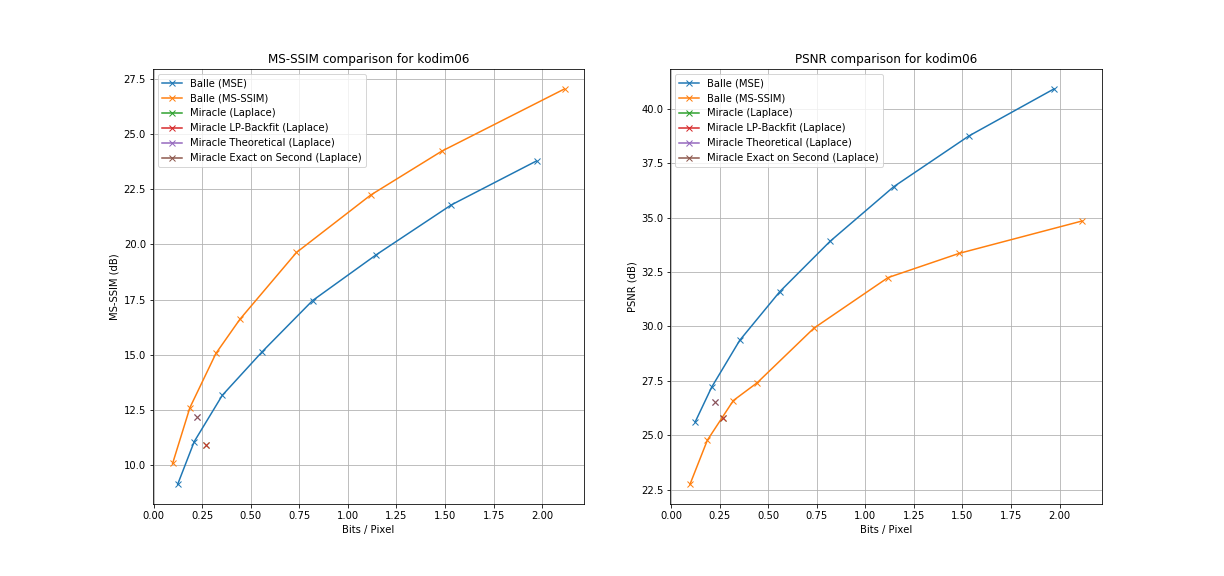 MS-SSIM comparison for kodim06
27.5
25.0
22.5
20.0
17.5
15.0
12.5
10.0
MS-SSIM (dB)
Balle (MSE)
Balle (MS-SSIM)
Miracle (Laplace)
Miracle LP-Backfit (Laplace)
Miracle Theoretical (Laplace)
Miracle Exact on Second (Laplace)
0.00 0.25 0.50 0.75 1.00 1.25 1.50 1.75 2.00
Bits / Pixel
PSNR comparison for kodim06
40.0
37.5
35.0
32.5
30.0
27.5
25.0
22.5
PSNR (dB)
Balle (MSE)
Balle (MS-SSIM)
Miracle (Laplace)
Miracle LP-Backfit (Laplace)
Miracle Theoretical (Laplace)
Miracle Exact on Second (Laplace)
0.00 0.25 0.50 0.75 1.00 1.25 1.50 1.75 2.00
Bits / Pixel